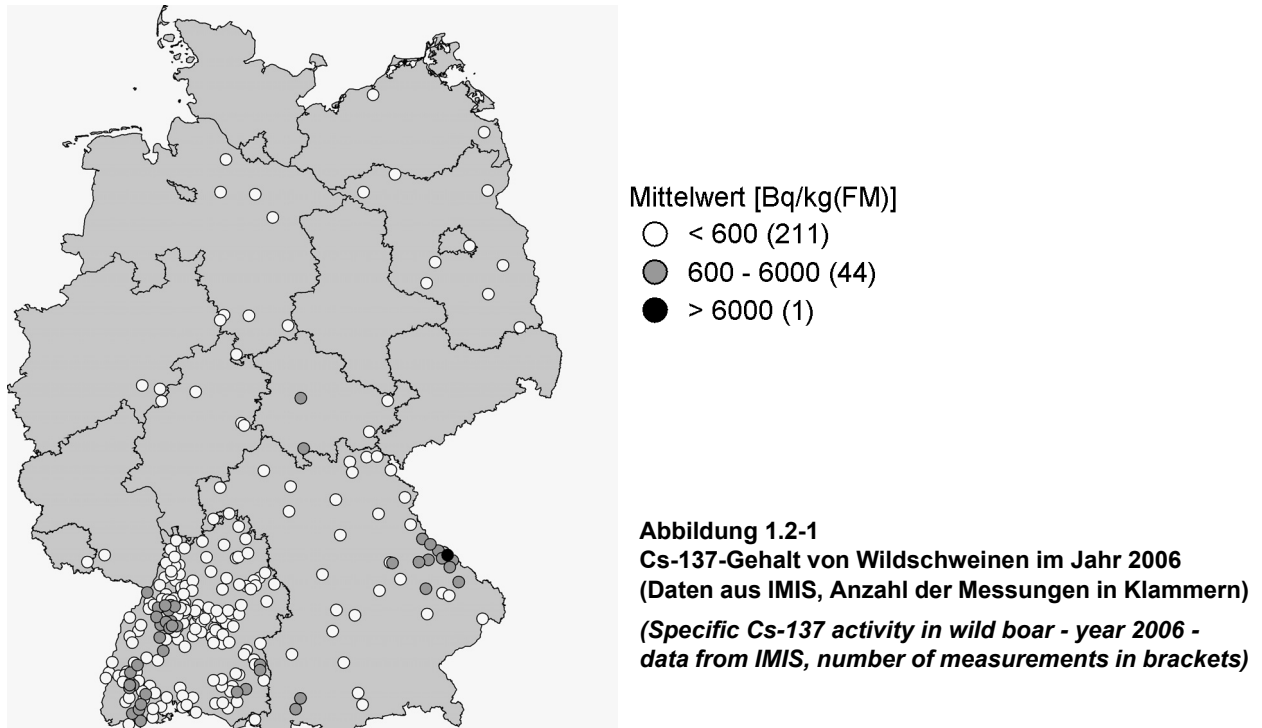 Mittelwert [Bq/kg(FM)]
< 600 (211)
600 - 6000 (44)
> 6000 (1)
Abbildung 1.2-1
Cs-137-Gehalt von Wildschweinen im Jahr 2006
(Daten aus IMIS, Anzahl der Messungen in Klammern)
(Specific Cs-137 activity in wild boar - year 2006 -
data from IMIS, number of measurements in brackets)